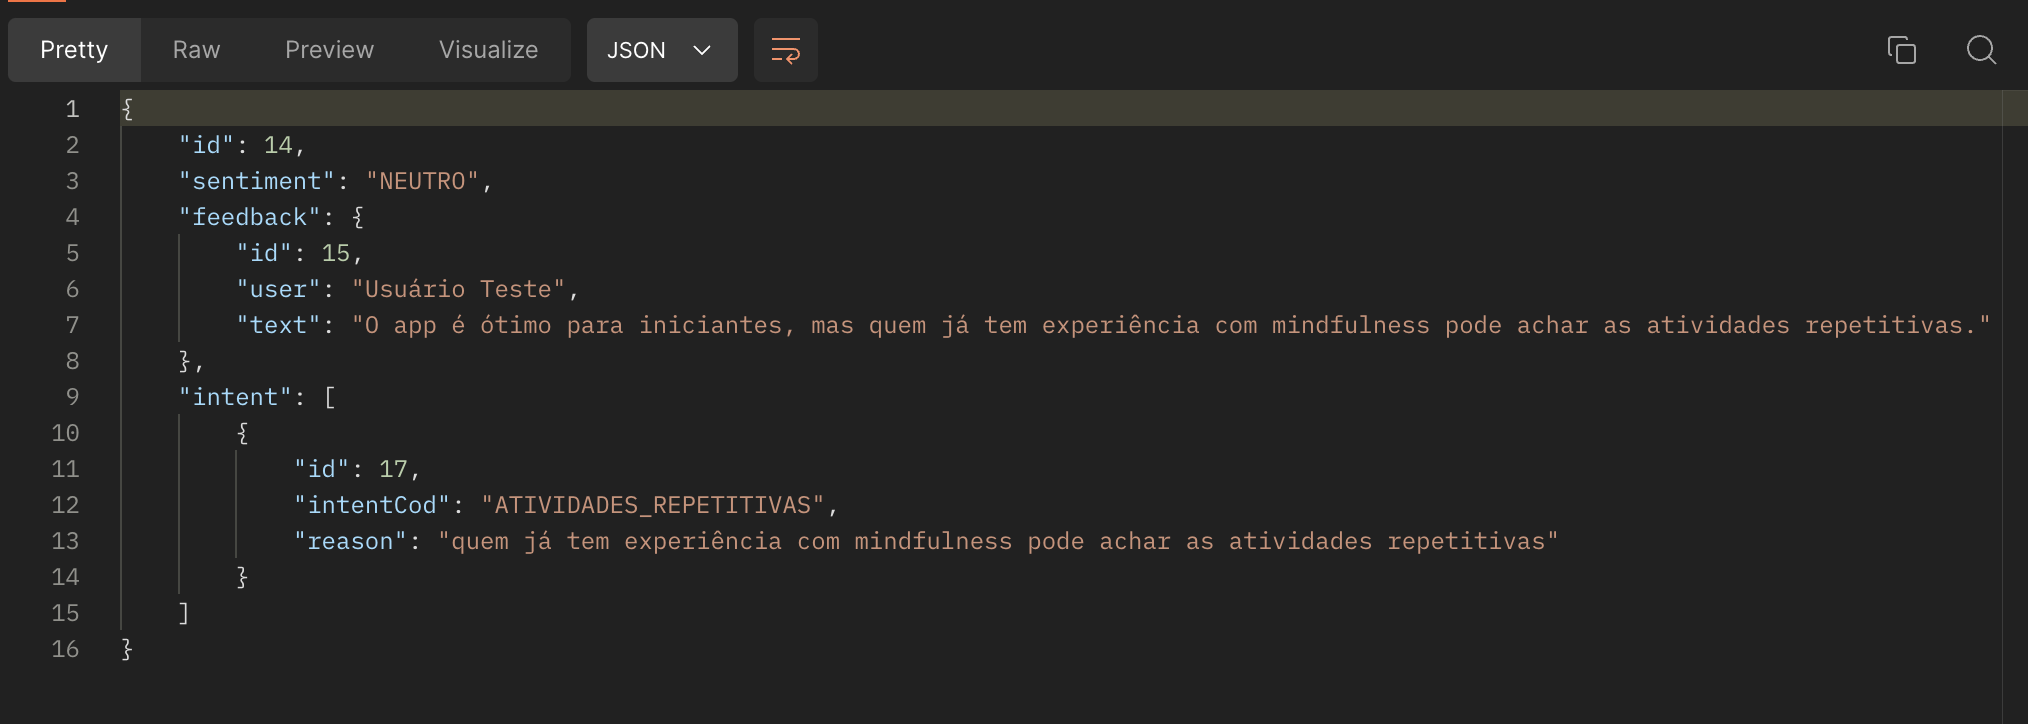 Pretty Raw Preview Visualize JSON
1 {
2 "id": 14,
3 "sentiment": "NEUTRO",
4 "feedback": {
5 "id": 15,
6 "user": "Usuário Teste",
7 "text": "O app é ótimo para iniciantes, mas quem já tem experiência com mindfulness pode achar as atividades repetitivas."
8 },
9 "intent": [
10 {
11 "id": 17,
12 "intentCod": "ATIVIDADES_REPETITIVAS",
13 "reason": "quem já tem experiência com mindfulness pode achar as atividades repetitivas"
14 }
15 ]
16 }